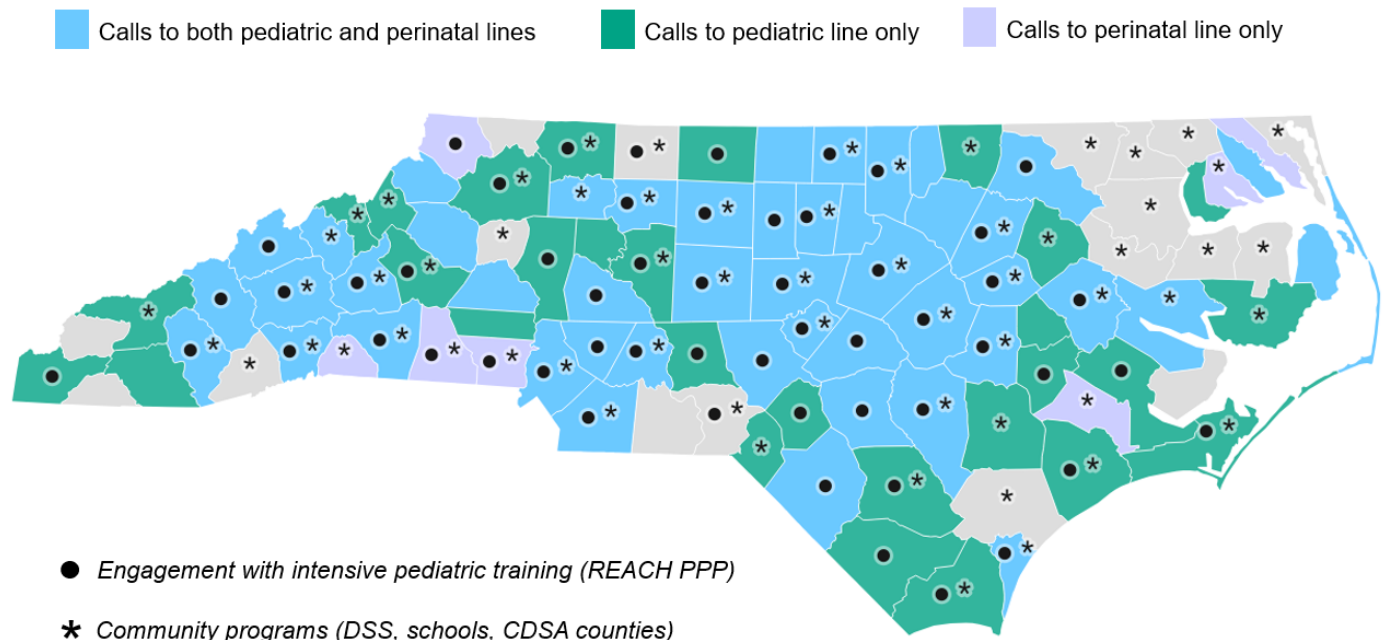 Calls to both pediatric and perinatal lines
Calls to pediatric line only
Calls to perinatal line only
Engagement with intensive pediatric training (REACH PPP)
* Community programs (DSS, schools, CDSA counties)